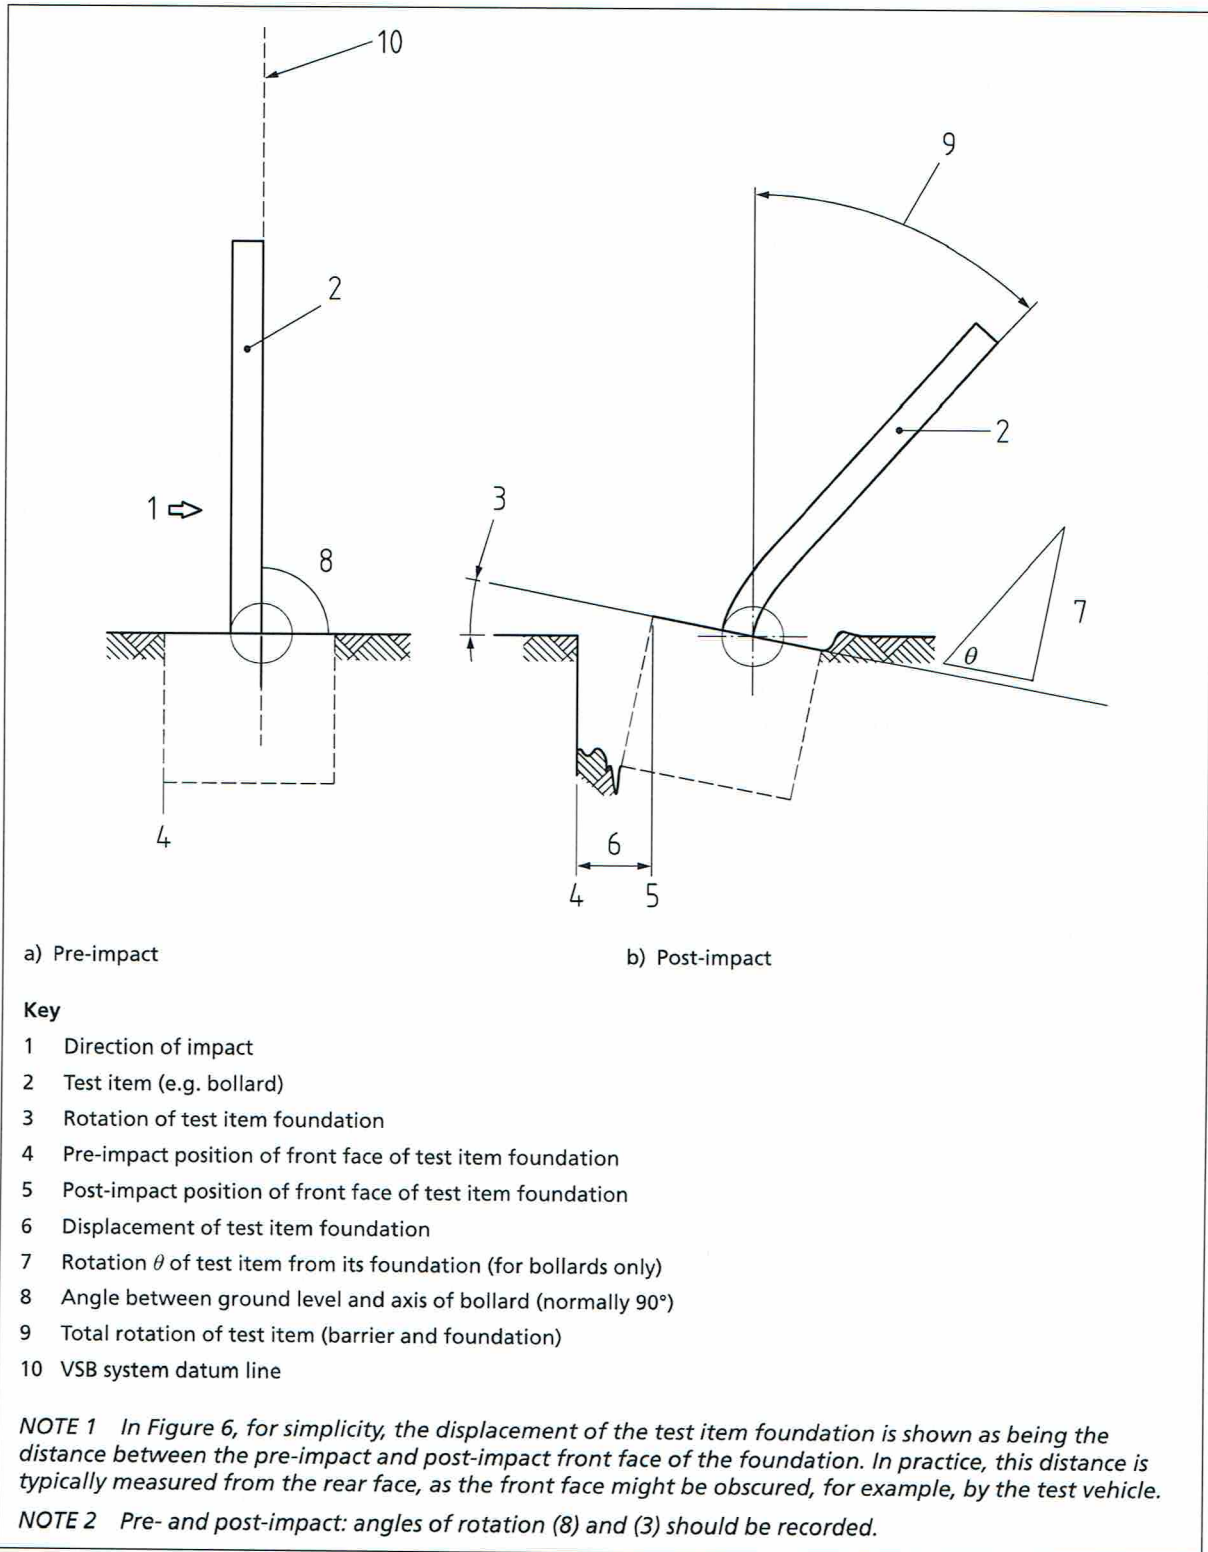 10
9
2
2
1
3
8
7
θ
6
4
4
5
a) Pre-impact
b) Post-impact
Key
1 Direction of impact
2 Test item (e.g. bollard)
3 Rotation of test item foundation
4 Pre-impact position of front face of test item foundation
5 Post-impact position of front face of test item foundation
6 Displacement of test item foundation
7 Rotation θ of test item from its foundation (for bollards only)
8 Angle between ground level and axis of bollard (normally 90°)
9 Total rotation of test item (barrier and foundation)
10 VSB system datum line
NOTE 1 In Figure 6, for simplicity, the displacement of the test item foundation is shown as being the
distance between the pre-impact and post-impact front face of the foundation. In practice, this distance is
typically measured from the rear face, as the front face might be obscured, for example, by the test vehicle.
NOTE 2 Pre- and post-impact: angles of rotation (8) and (3) should be recorded.